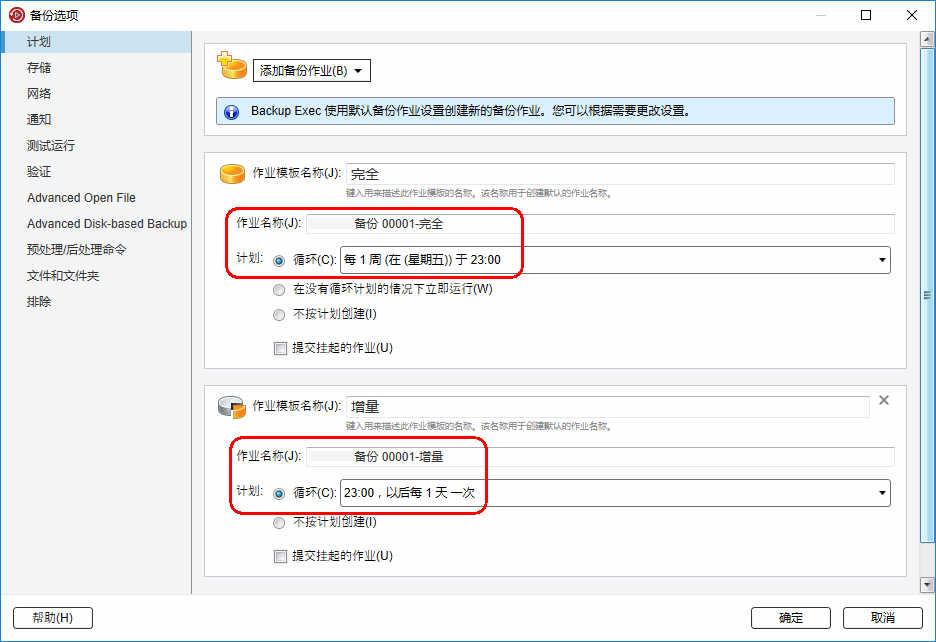 备份选项
计划
存储
网络
通知
测试运行
验证
Advanced Open File
Advanced Disk-based Backup
预处理/后处理命令
文件和文件夹
排除
添加备份作业(B)
Backup Exec 使用默认备份作业设置创建新的备份作业。您可以根据需要更改设置。
作业模板名称(J): 完全
键入用来描述此作业模板的名称。该名称用于创建默认的作业名称。
作业名称(J): 备份 00001-完全
计划: 循环(C): 每 1 周 (在 (星期五)) 于 23:00
在没有循环计划的情况下立即运行(W)
不按计划创建(I)
提交挂起的作业(U)
作业模板名称(J): 增量
键入用来描述此作业模板的名称。该名称用于创建默认的作业名称。
作业名称(J): 备份 00001-增量
计划: 循环(C): 23:00，以后每 1 天 一次
不按计划创建(I)
提交挂起的作业(U)
帮助(H) 确定 取消